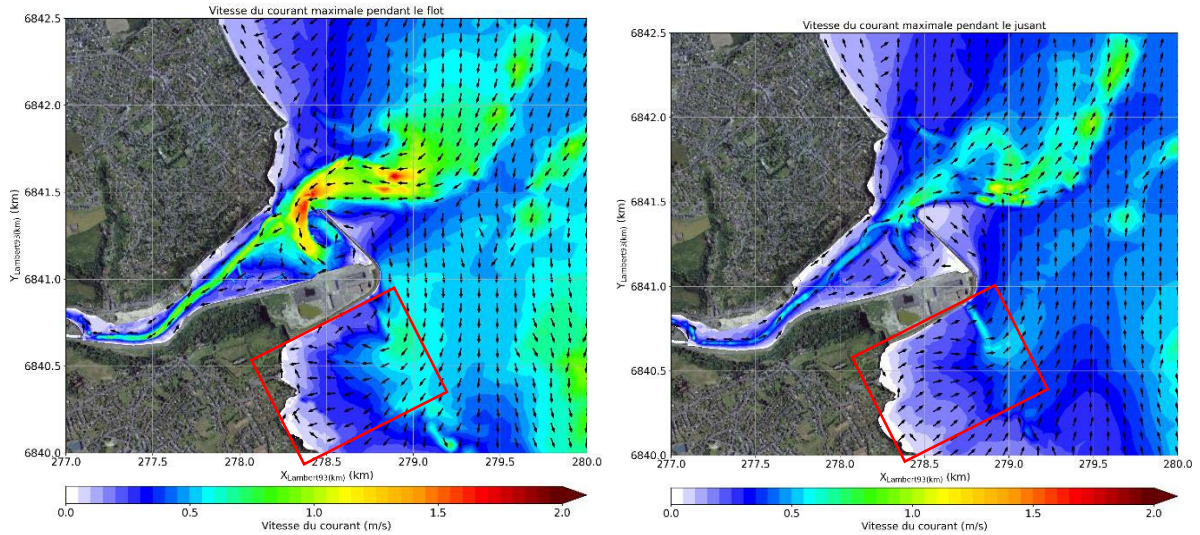 Vitesse du courant maximale pendant le flot
6842.5
6842.0
6841.5
6841.0
6840.5
6840.0
Y_Lambert93(km) (km)
277.0 277.5 278.0 278.5 279.0 279.5 280.0
X_Lambert93(km) (km)
0.0 0.5 1.0 1.5 2.0
Vitesse du courant (m/s)
Vitesse du courant maximale pendant le jusant
6842.5
6842.0
6841.5
6841.0
6840.5
6840.0
Y_Lambert93(km) (km)
277.0 277.5 278.0 278.5 279.0 279.5 280.0
X_Lambert93(km) (km)
0.0 0.5 1.0 1.5 2.0
Vitesse du courant (m/s)